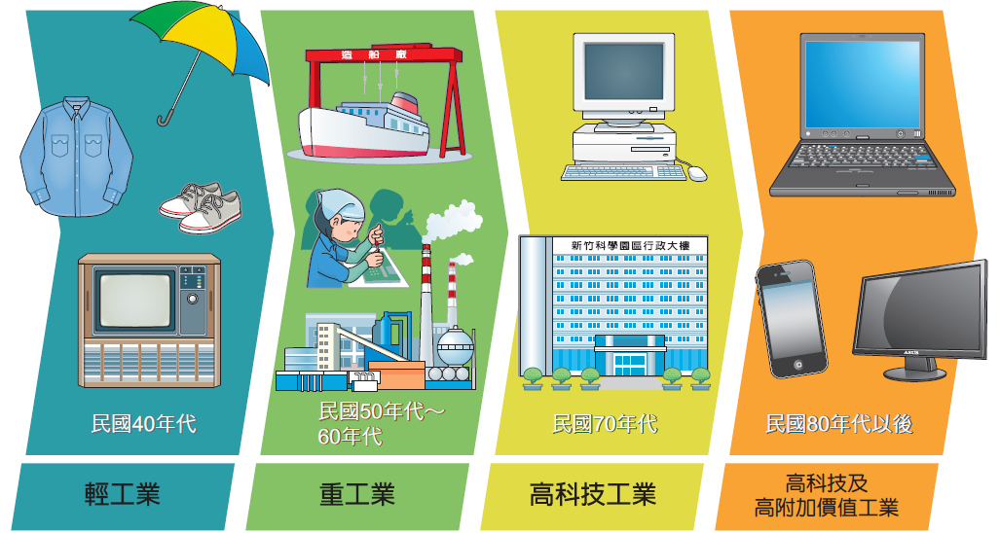 造船廠
新竹科學園區行政大樓
ASUS
民國40年代
民國50年代～
60年代
民國70年代
民國80年代以後
輕工業
重工業
高科技工業
高科技及
高附加價值工業